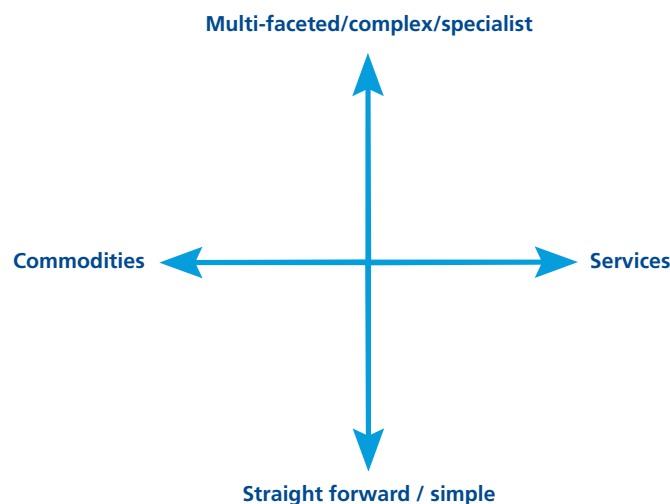 Multi-faceted/complex/specialist
Commodities
Services
Straight forward / simple